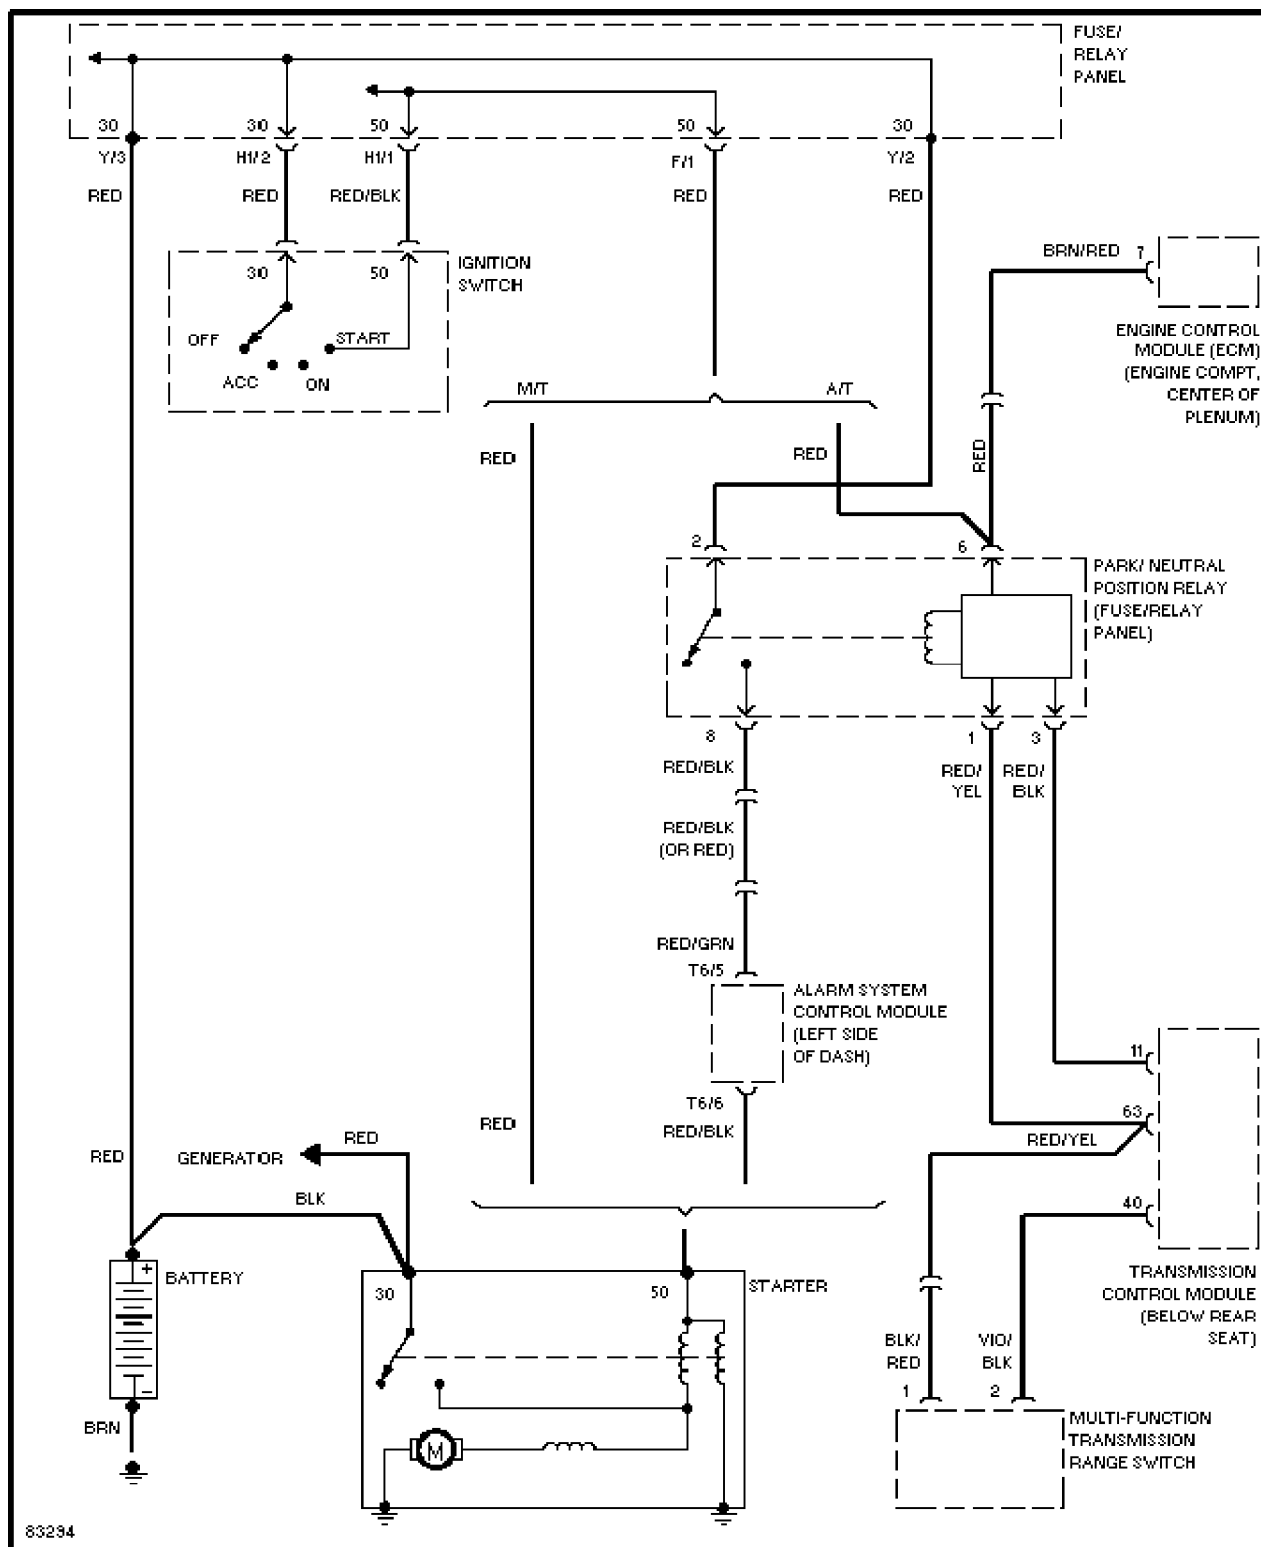 FUSE/
RELAY
PANEL
30 30 50 50 30
Y/3 H1/2 H1/1 F/1 Y/2
RED RED RED/BLK RED RED
BRN/RED 7
IGNITION
SWITCH
30 50
OFF START
ACC ON
ENGINE CONTROL
MODULE (ECM)
(ENGINE COMPT,
CENTER OF
PLENUM)
M/T A/T
RED RED RED
2 6
PARK/ NEUTRAL
POSITION RELAY
(FUSE/RELAY
PANEL)
8 1 3
RED/BLK
RED/
YEL
RED/
BLK
RED/BLK
(OR RED)
RED/GRN
T6/5
ALARM SYSTEM
CONTROL MODULE
(LEFT SIDE
OF DASH)
11
T6/6
63
RED RED/BLK
RED/YEL
RED
GENERATOR
RED
BLK
40
BATTERY
+
-
30 50
STARTER
TRANSMISSION
CONTROL MODULE
(BELOW REAR
SEAT)
BLK/
RED
VIO/
BLK
1 2
BRN
M
MULTI-FUNCTION
TRANSMISSION
RANGE SWITCH
83294